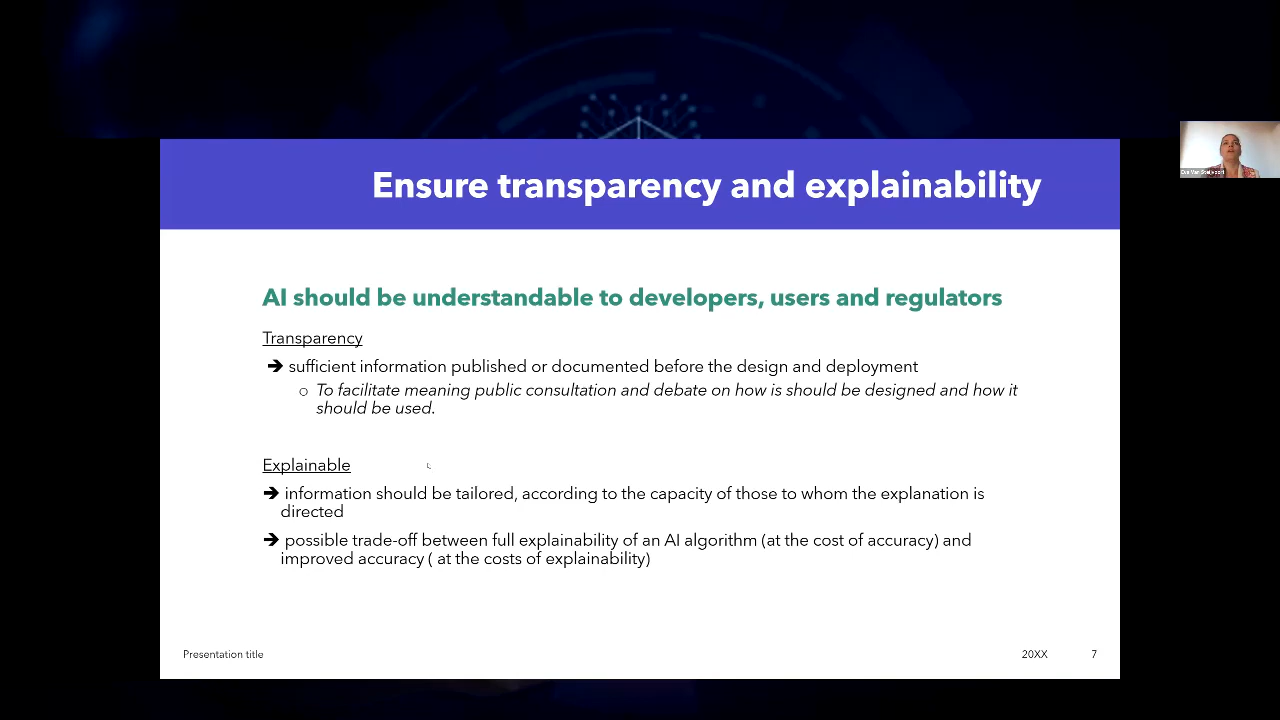 Ensure transparency and explainability
AI should be understandable to developers, users and regulators
Transparency
➔ sufficient information published or documented before the design and deployment
o To facilitate meaning public consultation and debate on how is should be designed and how it
should be used.
Explainable
➔ information should be tailored, according to the capacity of those to whom the explanation is
directed
➔ possible trade-off between full explainability of an AI algorithm (at the cost of accuracy) and
improved accuracy ( at the costs of explainability)
Presentation title
20XX
7